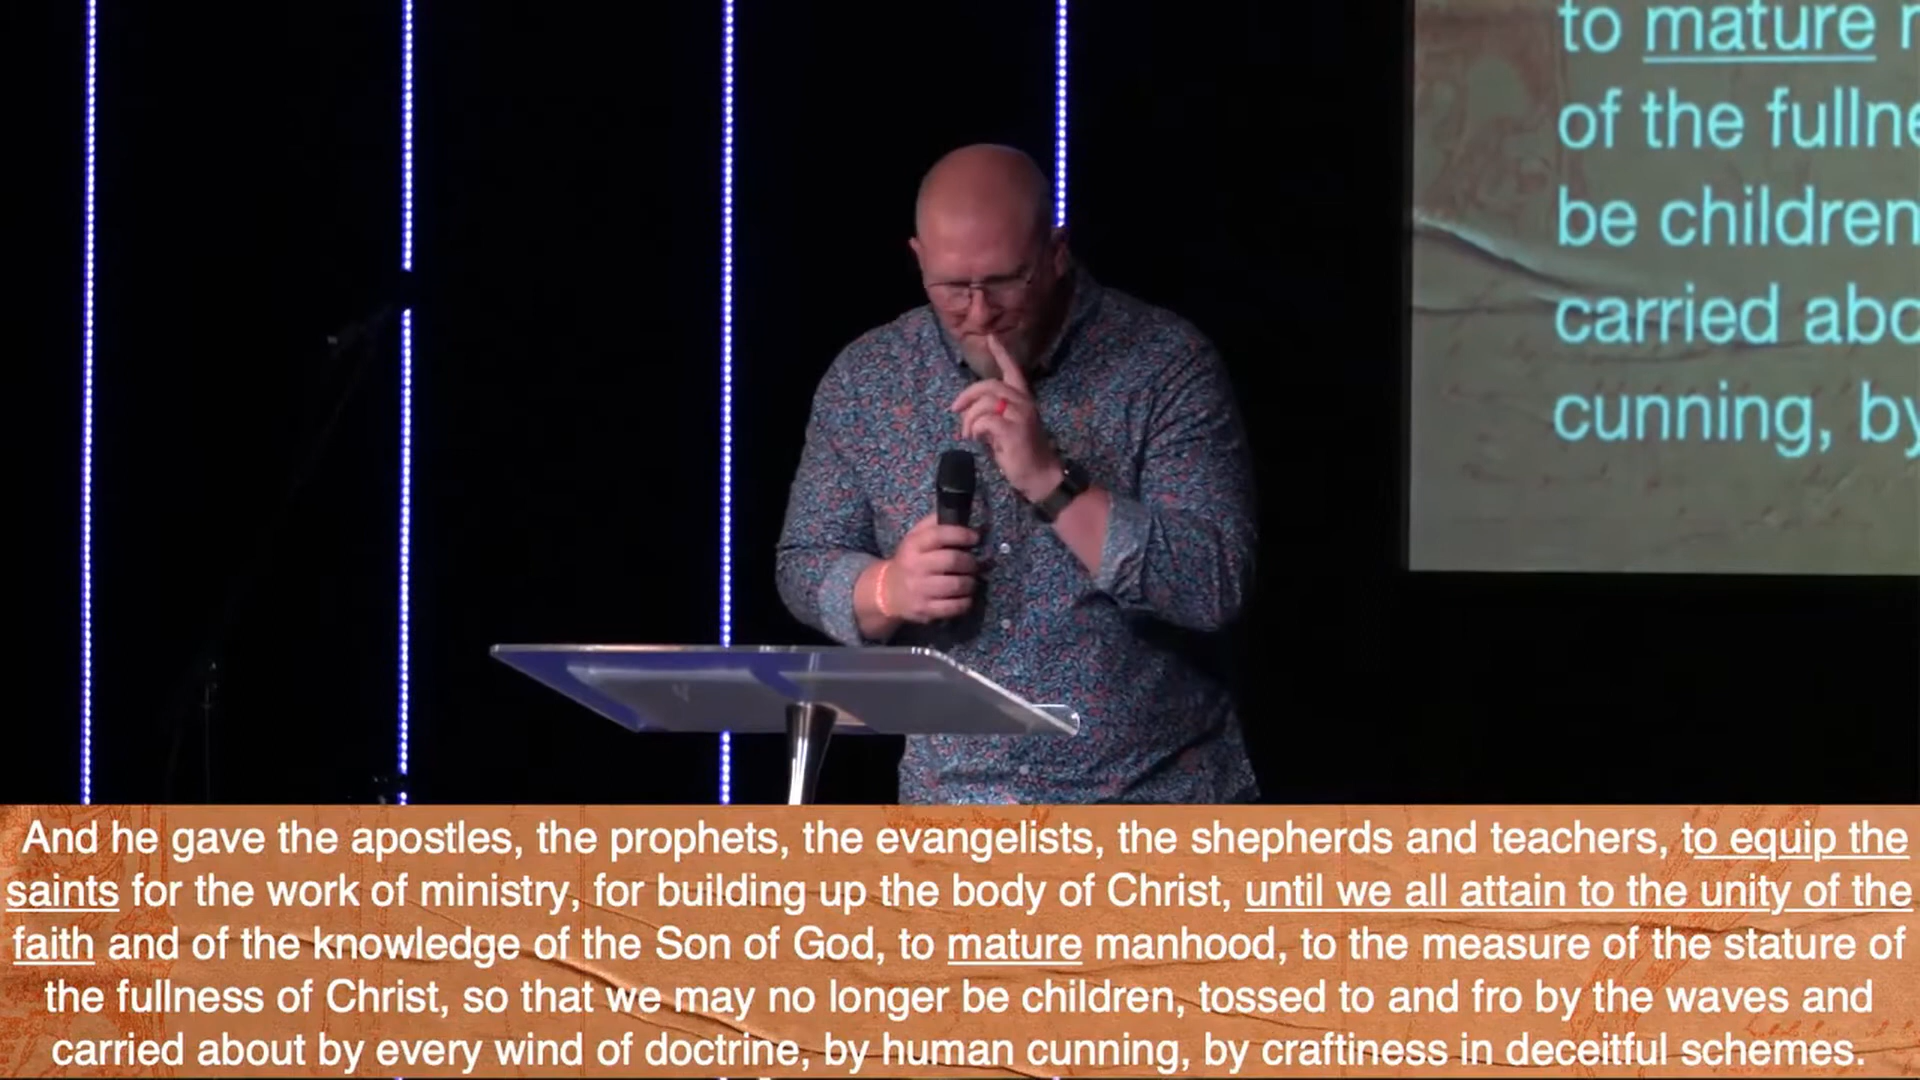 to mature
of the fullne
be children
carried abo
cunning, by
And he gave the apostles, the prophets, the evangelists, the shepherds and teachers, to equip the
saints for the work of ministry, for building up the body of Christ, until we all attain to the unity of the
faith and of the knowledge of the Son of God, to mature manhood, to the measure of the stature of
the fullness of Christ, so that we may no longer be children, tossed to and fro by the waves and
carried about by every wind of doctrine, by human cunning, by craftiness in deceitful schemes.